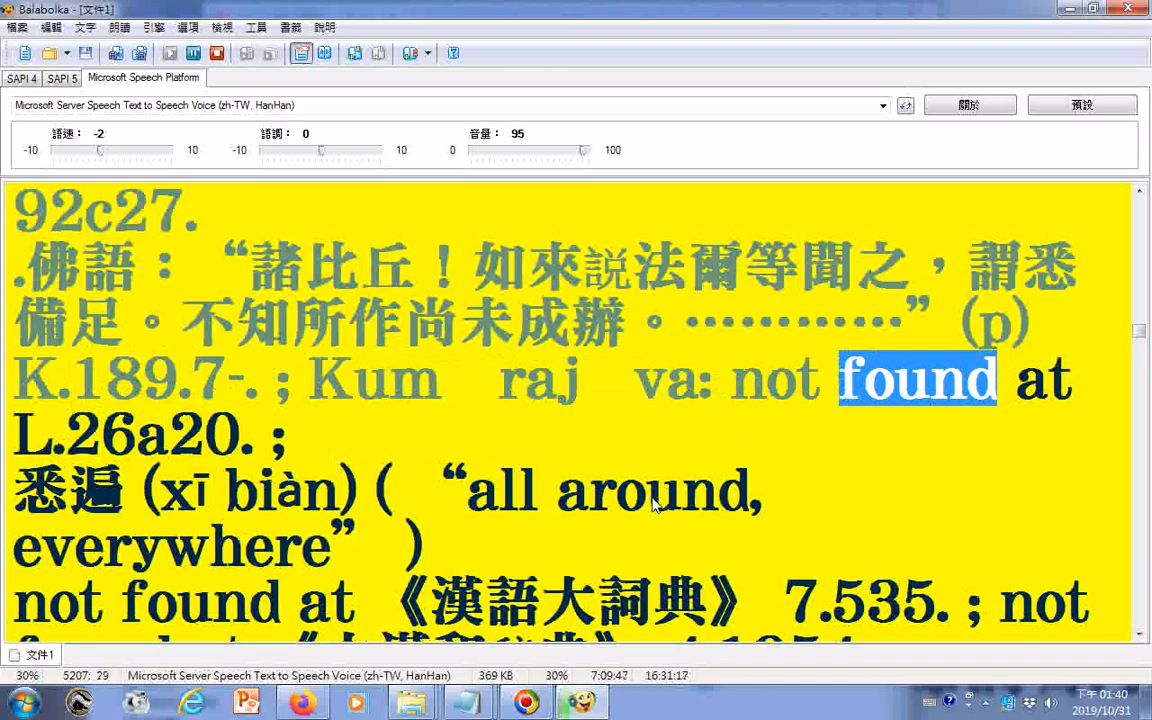 Balabolka - [文件1]
檔案 編輯 文字 朗讀 引擎 選項 檢視 工具 書籤 說明
SAPI 4 SAPI 5 Microsoft Speech Platform
Microsoft Server Speech Text to Speech Voice (zh-TW, HanHan) 關於 預設
語速： -2 語調： 0 音量： 95
-10 10 -10 10 0 100
92c27.
.佛語：“諸比丘！如來説法爾等聞之，謂悉
備足。不知所作尚未成辦。…………”(p)
K.189.7-. ; Kum raj va: not found at
L.26a20. ;
悉遍 (xī biàn) ( “all around,
everywhere” )
not found at 《漢語大詞典》 7.535. ; not
文件1
30% 5207: 29 Microsoft Server Speech Text to Speech Voice (zh-TW, HanHan) 369 KB 30% 7:09:47 16:31:17
下午 01:40
2019/10/31